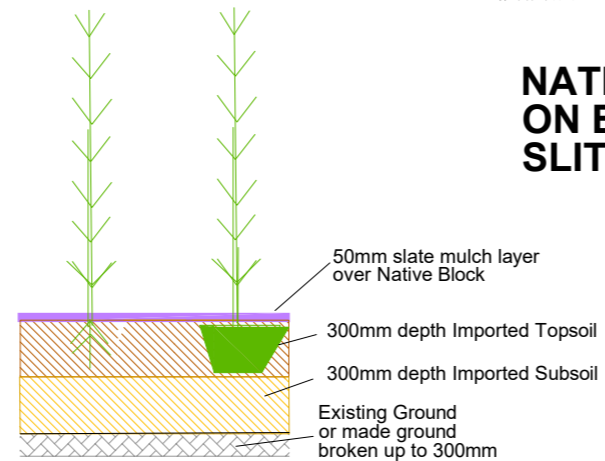 NATI
ON E
SLIT
50mm slate mulch layer
over Native Block
300mm depth Imported Topsoil
300mm depth Imported Subsoil
Existing Ground
or made ground
broken up to 300mm